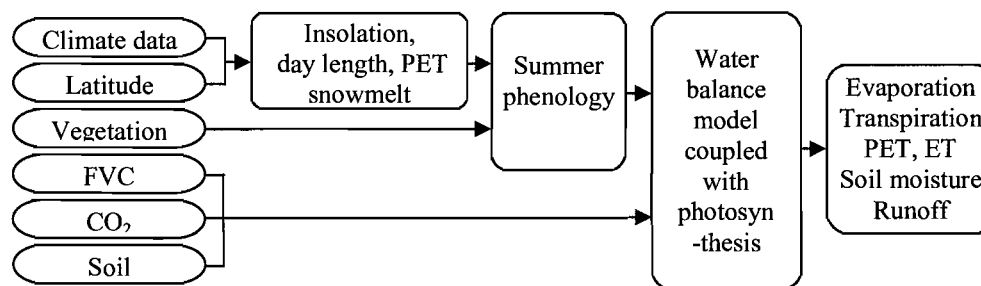 Climate data
Latitude
Vegetation
FVC
CO₂
Soil
Insolation,
day length, PET
snowmelt
Summer
phenology
Water
balance
model
coupled
with
photosyn
-thesis
Evaporation
Transpiration
PET, ET
Soil moisture
Runoff